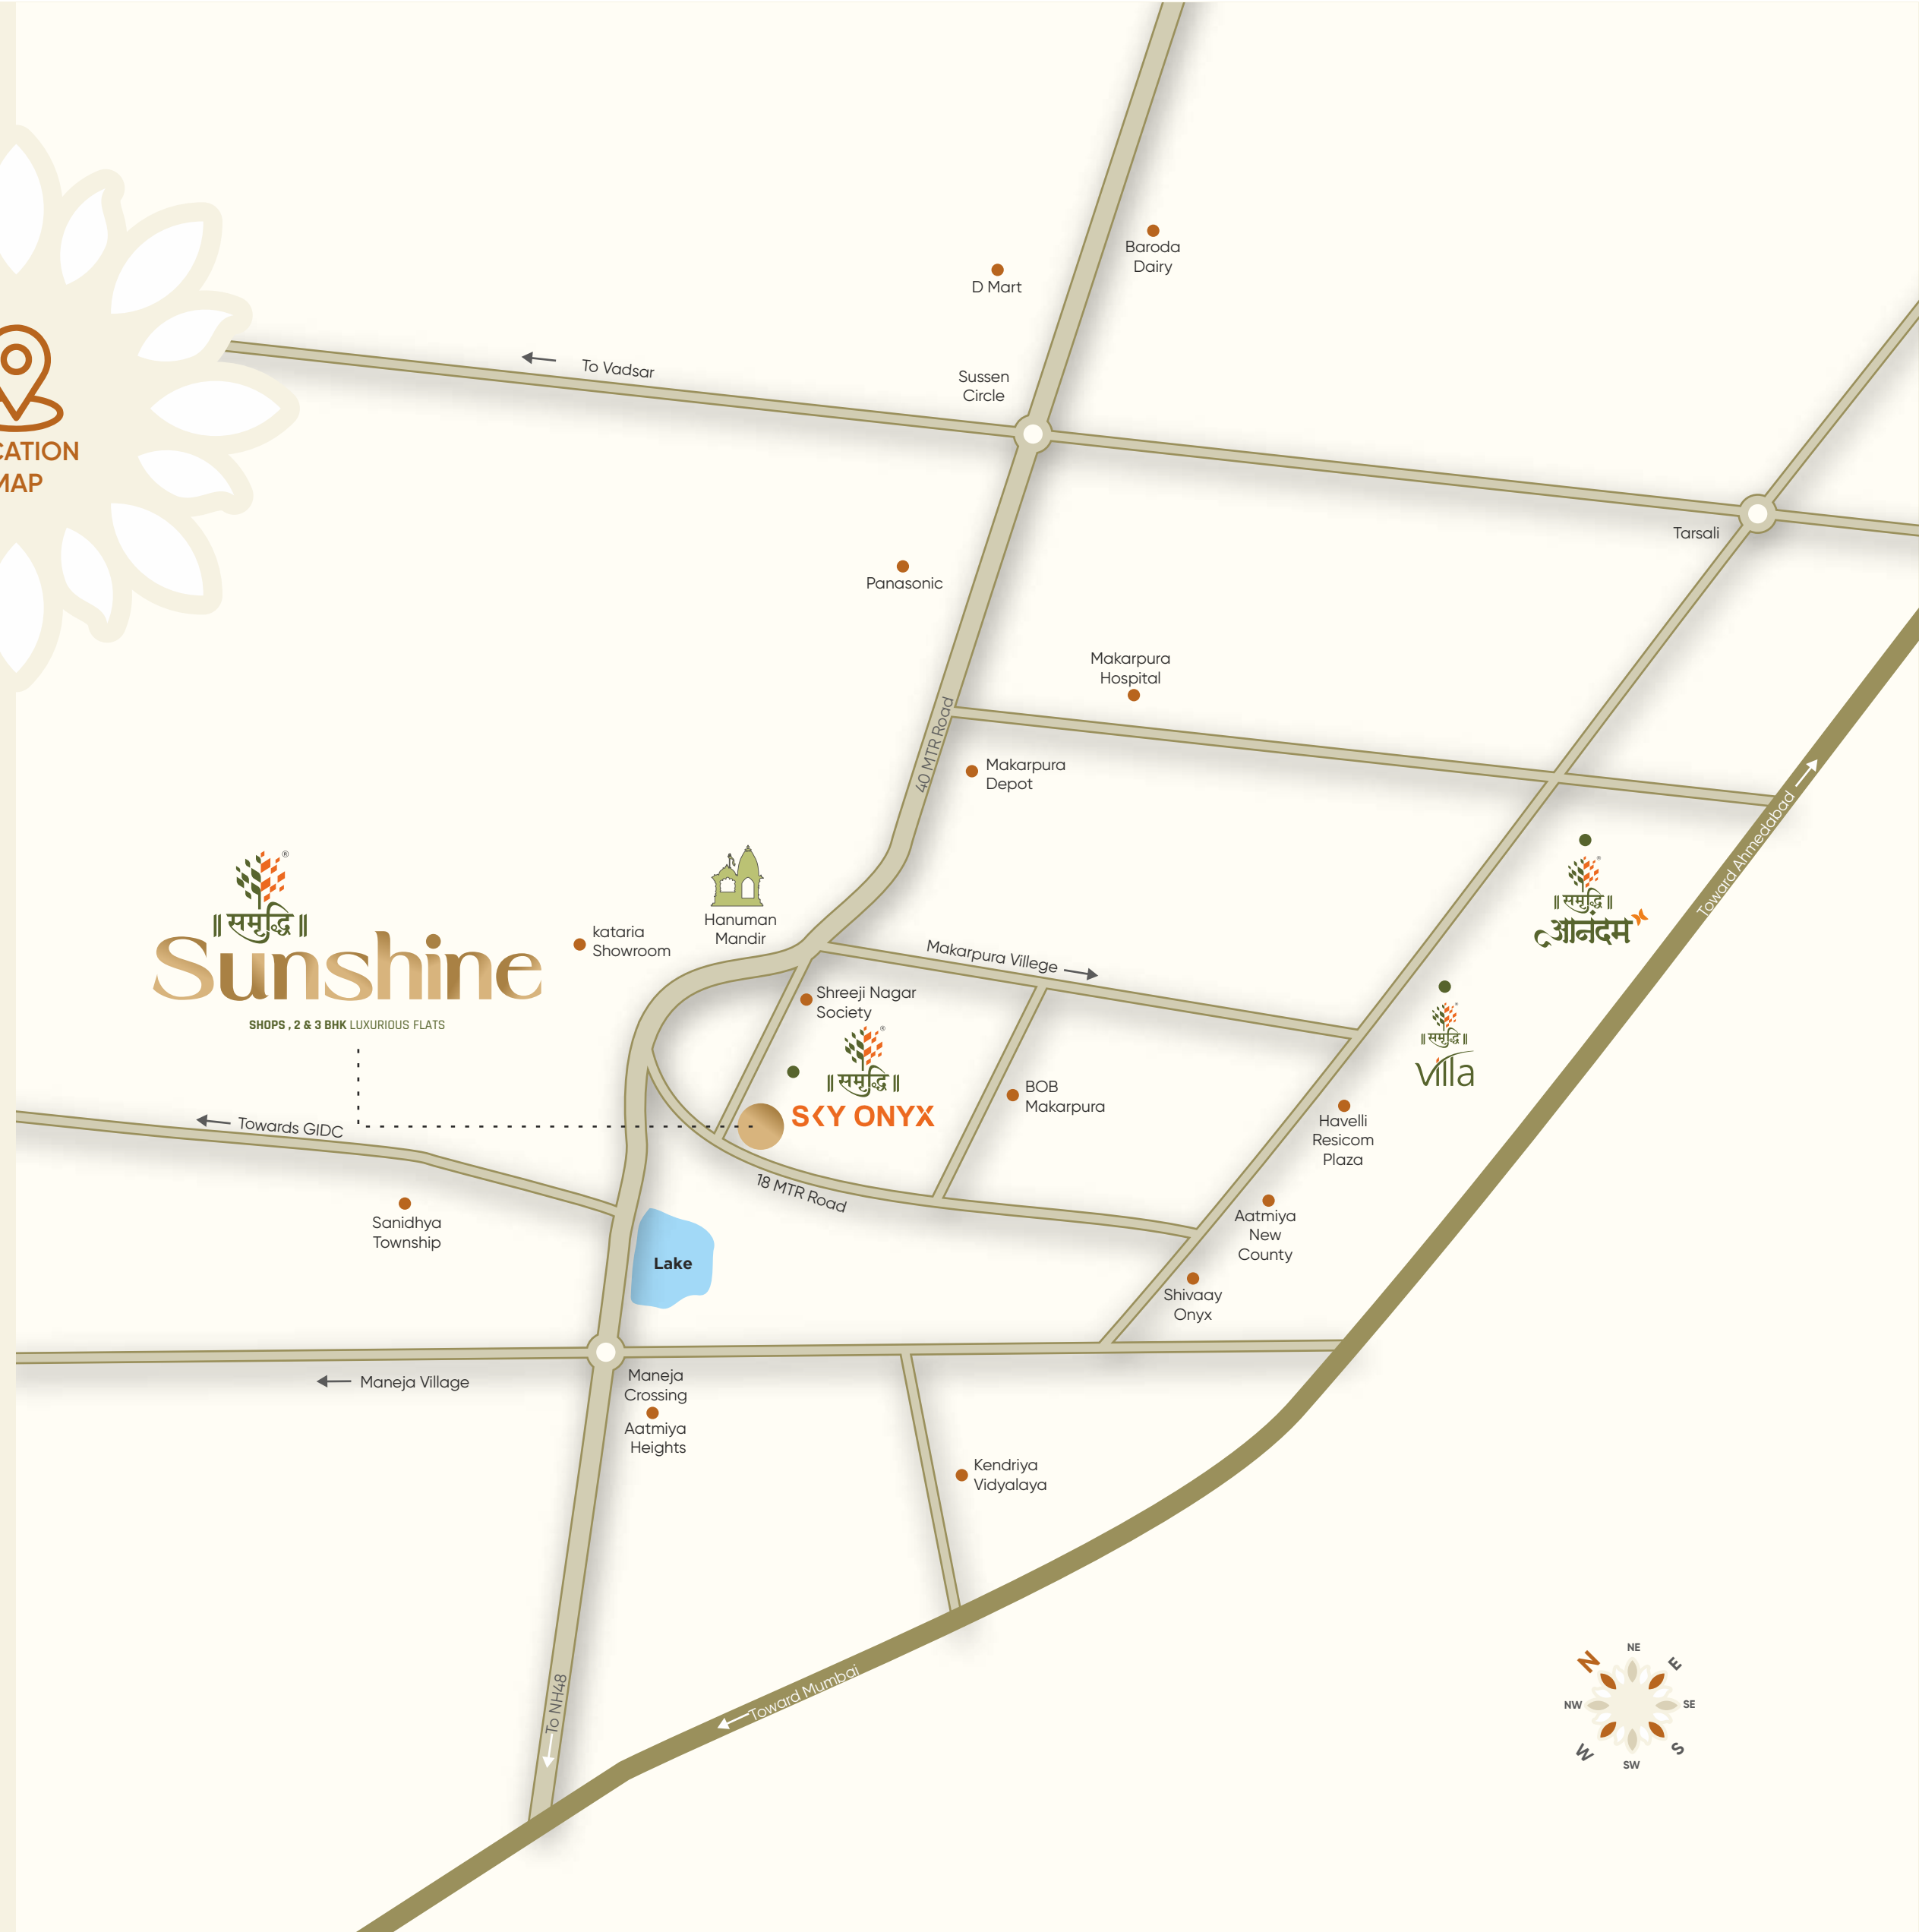 Baroda
Dairy
D Mart
To Vadsar
Sussen
Circle
CATION
MAP
Tarsali
Panasonic
Makarpura
Hospital
40 MTR Road
Makarpura
Depot
Toward Ahmedabad
®
॥ समृद्धि ॥
Sunshine
SHOPS , 2 & 3 BHK LUXURIOUS FLATS
kataria
Showroom
Hanuman
Mandir
Makarpura Villege
®
॥ समृद्धि ॥
आनंदम
Shreeji Nagar
Society
®
॥ समृद्धि ॥
SKY ONYX
BOB
Makarpura
®
॥ समृद्धि ॥
villa
Havelli
Resicom
Plaza
Towards GIDC
18 MTR Road
Sanidhya
Township
Lake
Aatmiya
New
County
Shivaay
Onyx
Maneja Village
Maneja
Crossing
Aatmiya
Heights
Kendriya
Vidyalaya
To NH48
Toward Mumbai
NE
N
E
NW
SE
W
S
SW